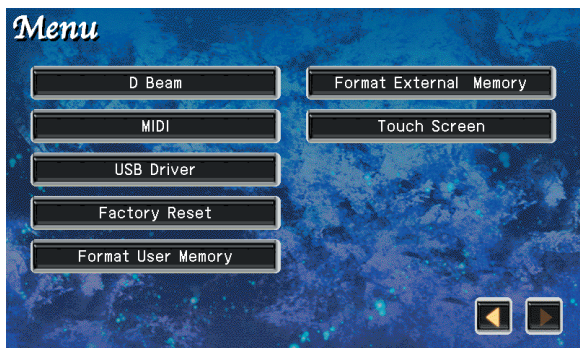 Menu
D Beam
MIDI
USB Driver
Factory Reset
Format User Memory
Format External Memory
Touch Screen